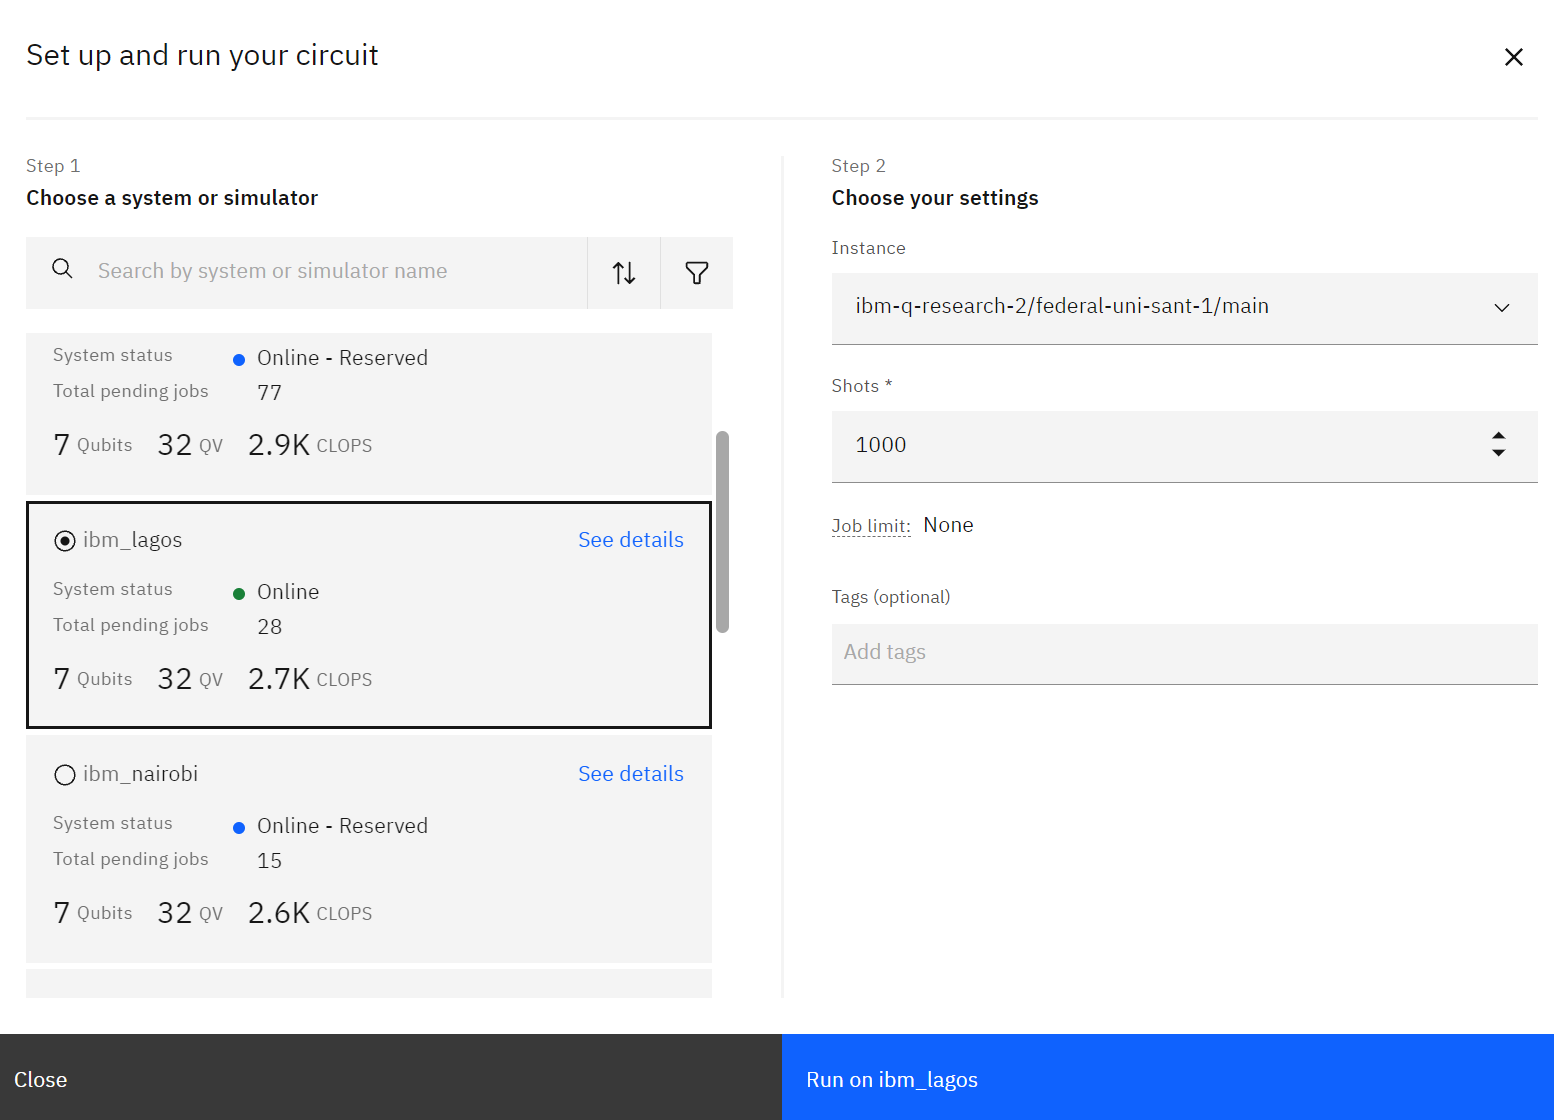 Set up and run your circuit
Step 1
Choose a system or simulator
Search by system or simulator name
System status Online - Reserved
Total pending jobs 77
7 Qubits 32 QV 2.9K CLOPS
ibm_lagos See details
System status Online
Total pending jobs 28
7 Qubits 32 QV 2.7K CLOPS
ibm_nairobi See details
System status Online - Reserved
Total pending jobs 15
7 Qubits 32 QV 2.6K CLOPS
Step 2
Choose your settings
Instance
ibm-q-research-2/federal-uni-sant-1/main
Shots *
1000
Job limit: None
Tags (optional)
Add tags
Close
Run on ibm_lagos